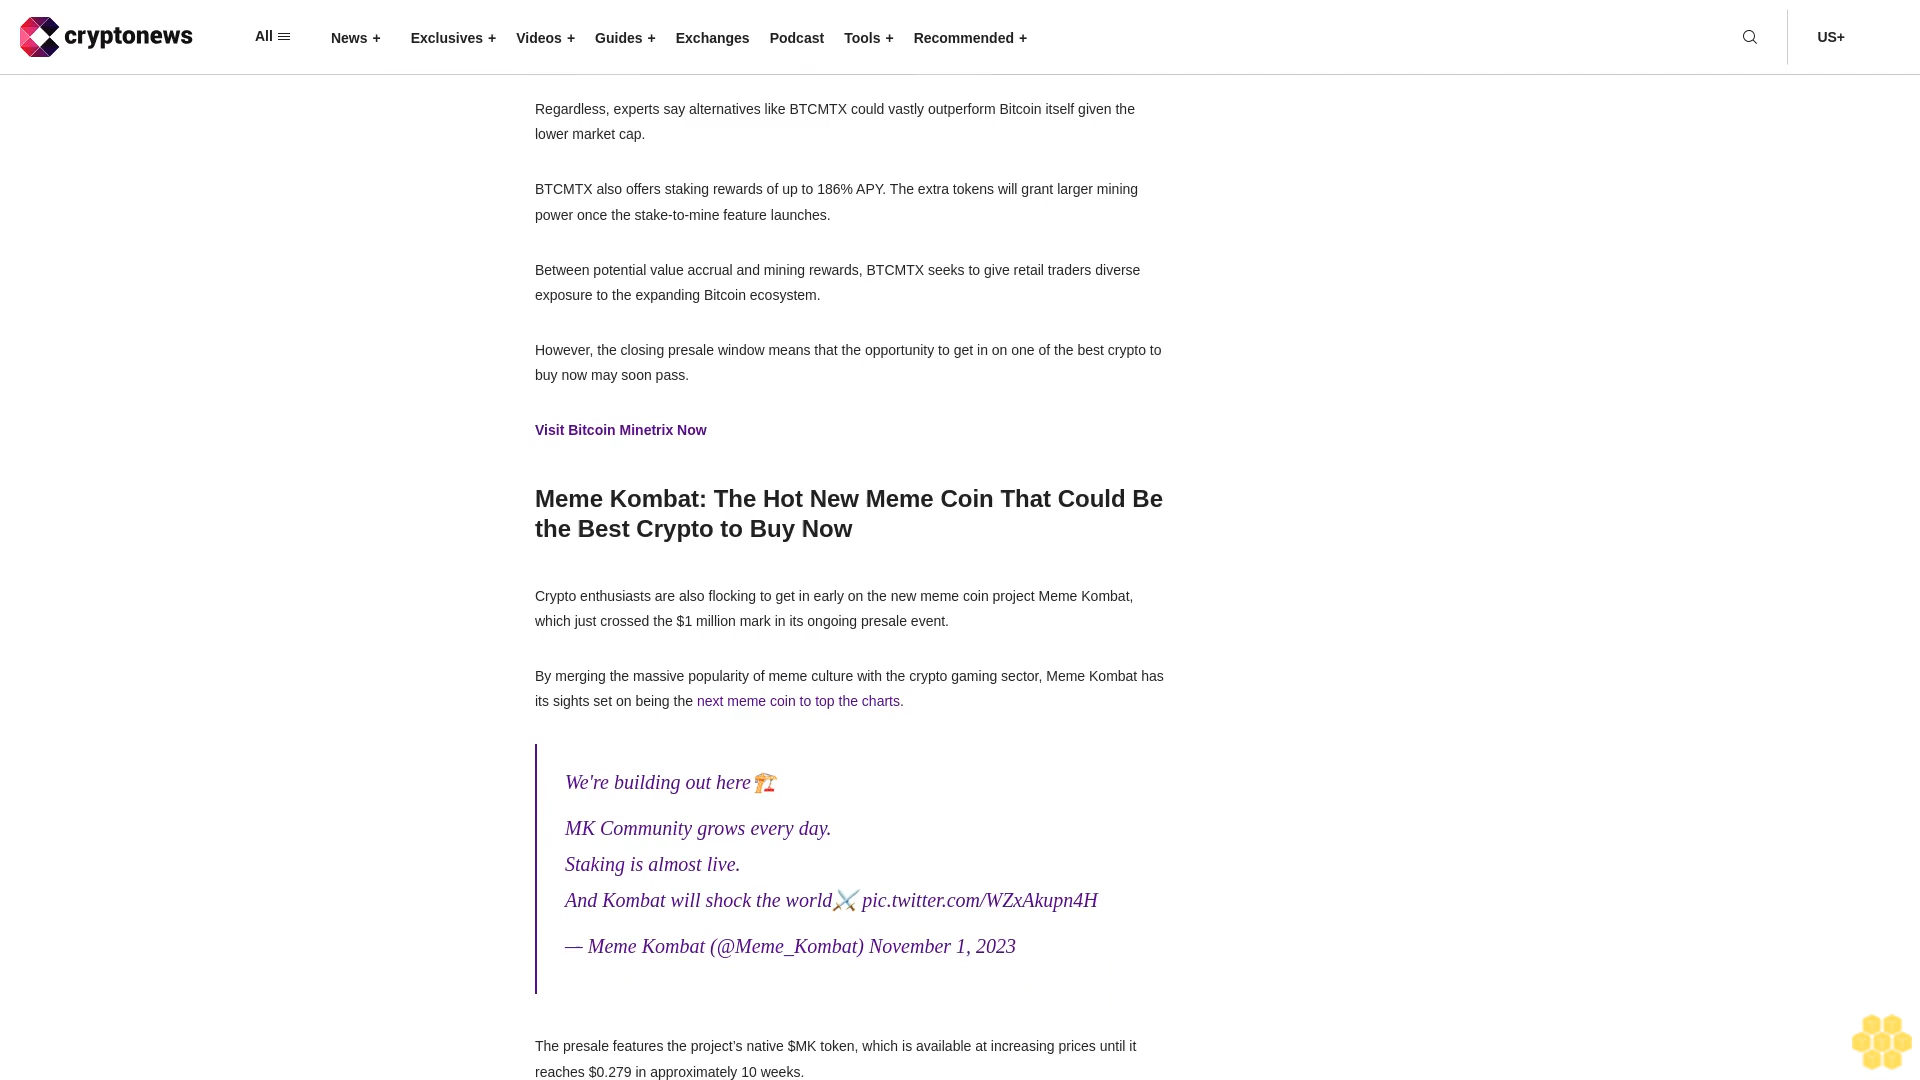 cryptonews
All
News +
Exclusives +
Videos +
Guides +
Exchanges
Podcast
Tools +
Recommended +
US+
Regardless, experts say alternatives like BTCMTX could vastly outperform Bitcoin itself given the
lower market cap.
BTCMTX also offers staking rewards of up to 186% APY. The extra tokens will grant larger mining
power once the stake-to-mine feature launches.
Between potential value accrual and mining rewards, BTCMTX seeks to give retail traders diverse
exposure to the expanding Bitcoin ecosystem.
However, the closing presale window means that the opportunity to get in on one of the best crypto to
buy now may soon pass.
Visit Bitcoin Minetrix Now
Meme Kombat: The Hot New Meme Coin That Could Be
the Best Crypto to Buy Now
Crypto enthusiasts are also flocking to get in early on the new meme coin project Meme Kombat,
which just crossed the $1 million mark in its ongoing presale event.
By merging the massive popularity of meme culture with the crypto gaming sector, Meme Kombat has
its sights set on being the next meme coin to top the charts.
We're building out here🏗️
MK Community grows every day.
Staking is almost live.
And Kombat will shock the world⚔️ pic.twitter.com/WZxAkupn4H
— Meme Kombat (@Meme_Kombat) November 1, 2023
The presale features the project’s native $MK token, which is available at increasing prices until it
reaches $0.279 in approximately 10 weeks.